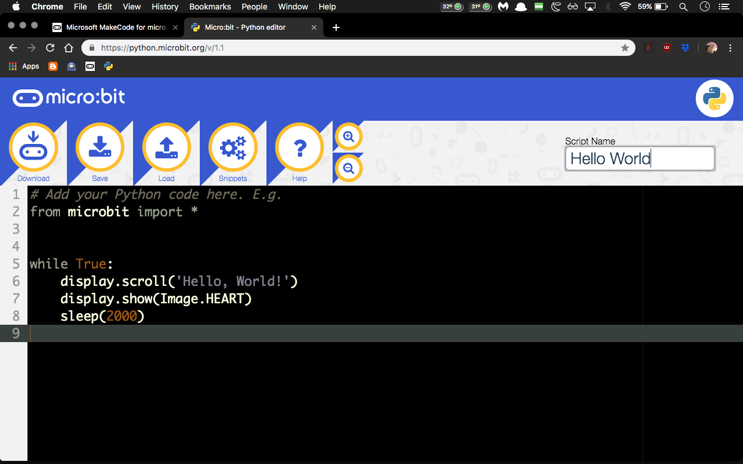 Chrome File Edit View History Bookmarks People Window Help 32° 31° 59%
Microsoft MakeCode for micro: Micro:bit - Python editor
https://python.microbit.org/v/1.1
Apps
micro:bit
Script Name
Hello World
Download Save Load Snippets Help
1 # Add your Python code here. E.g.
2 from microbit import *
3
4
5 while True:
6 display.scroll('Hello, World!')
7 display.show(Image.HEART)
8 sleep(2000)
9